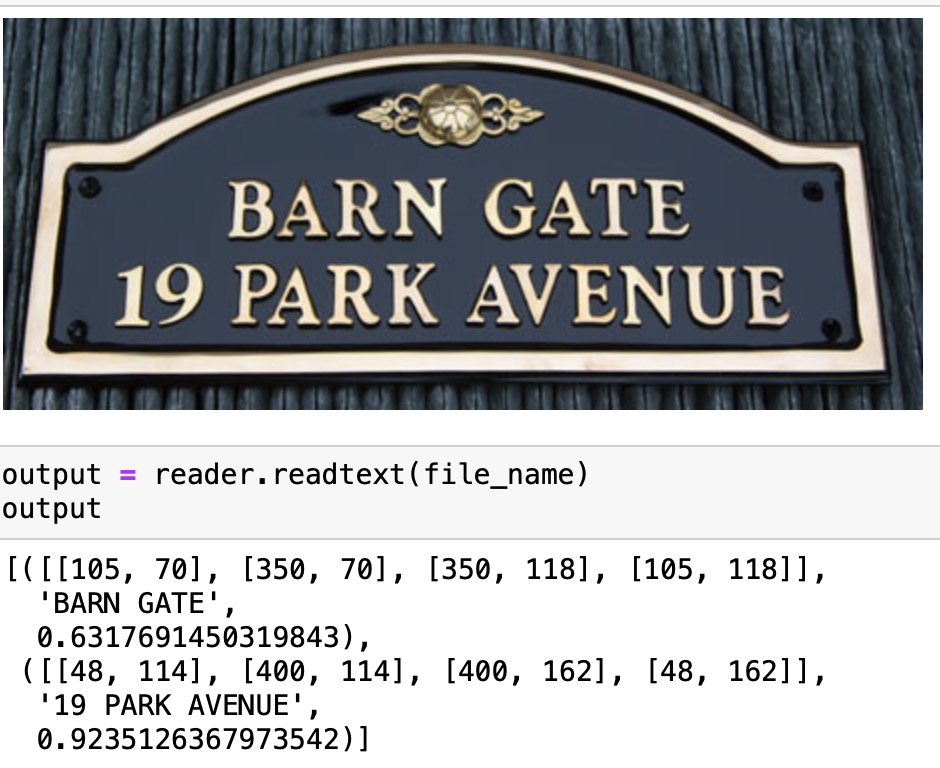 BARN GATE
19 PARK AVENUE
output = reader.readtext(file_name)
output
[([[105, 70], [350, 70], [350, 118], [105, 118]],
'BARN GATE',
0.6317691450319843),
([[48, 114], [400, 114], [400, 162], [48, 162]],
'19 PARK AVENUE',
0.9235126367973542)]